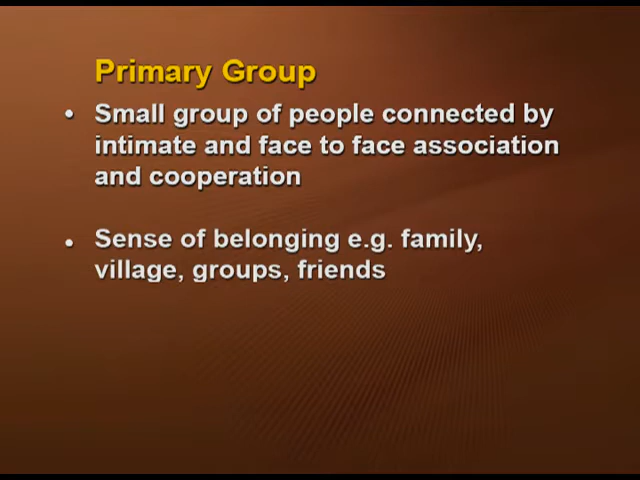 Primary Group
• Small group of people connected by
intimate and face to face association
and cooperation
• Sense of belonging e.g. family,
village, groups, friends